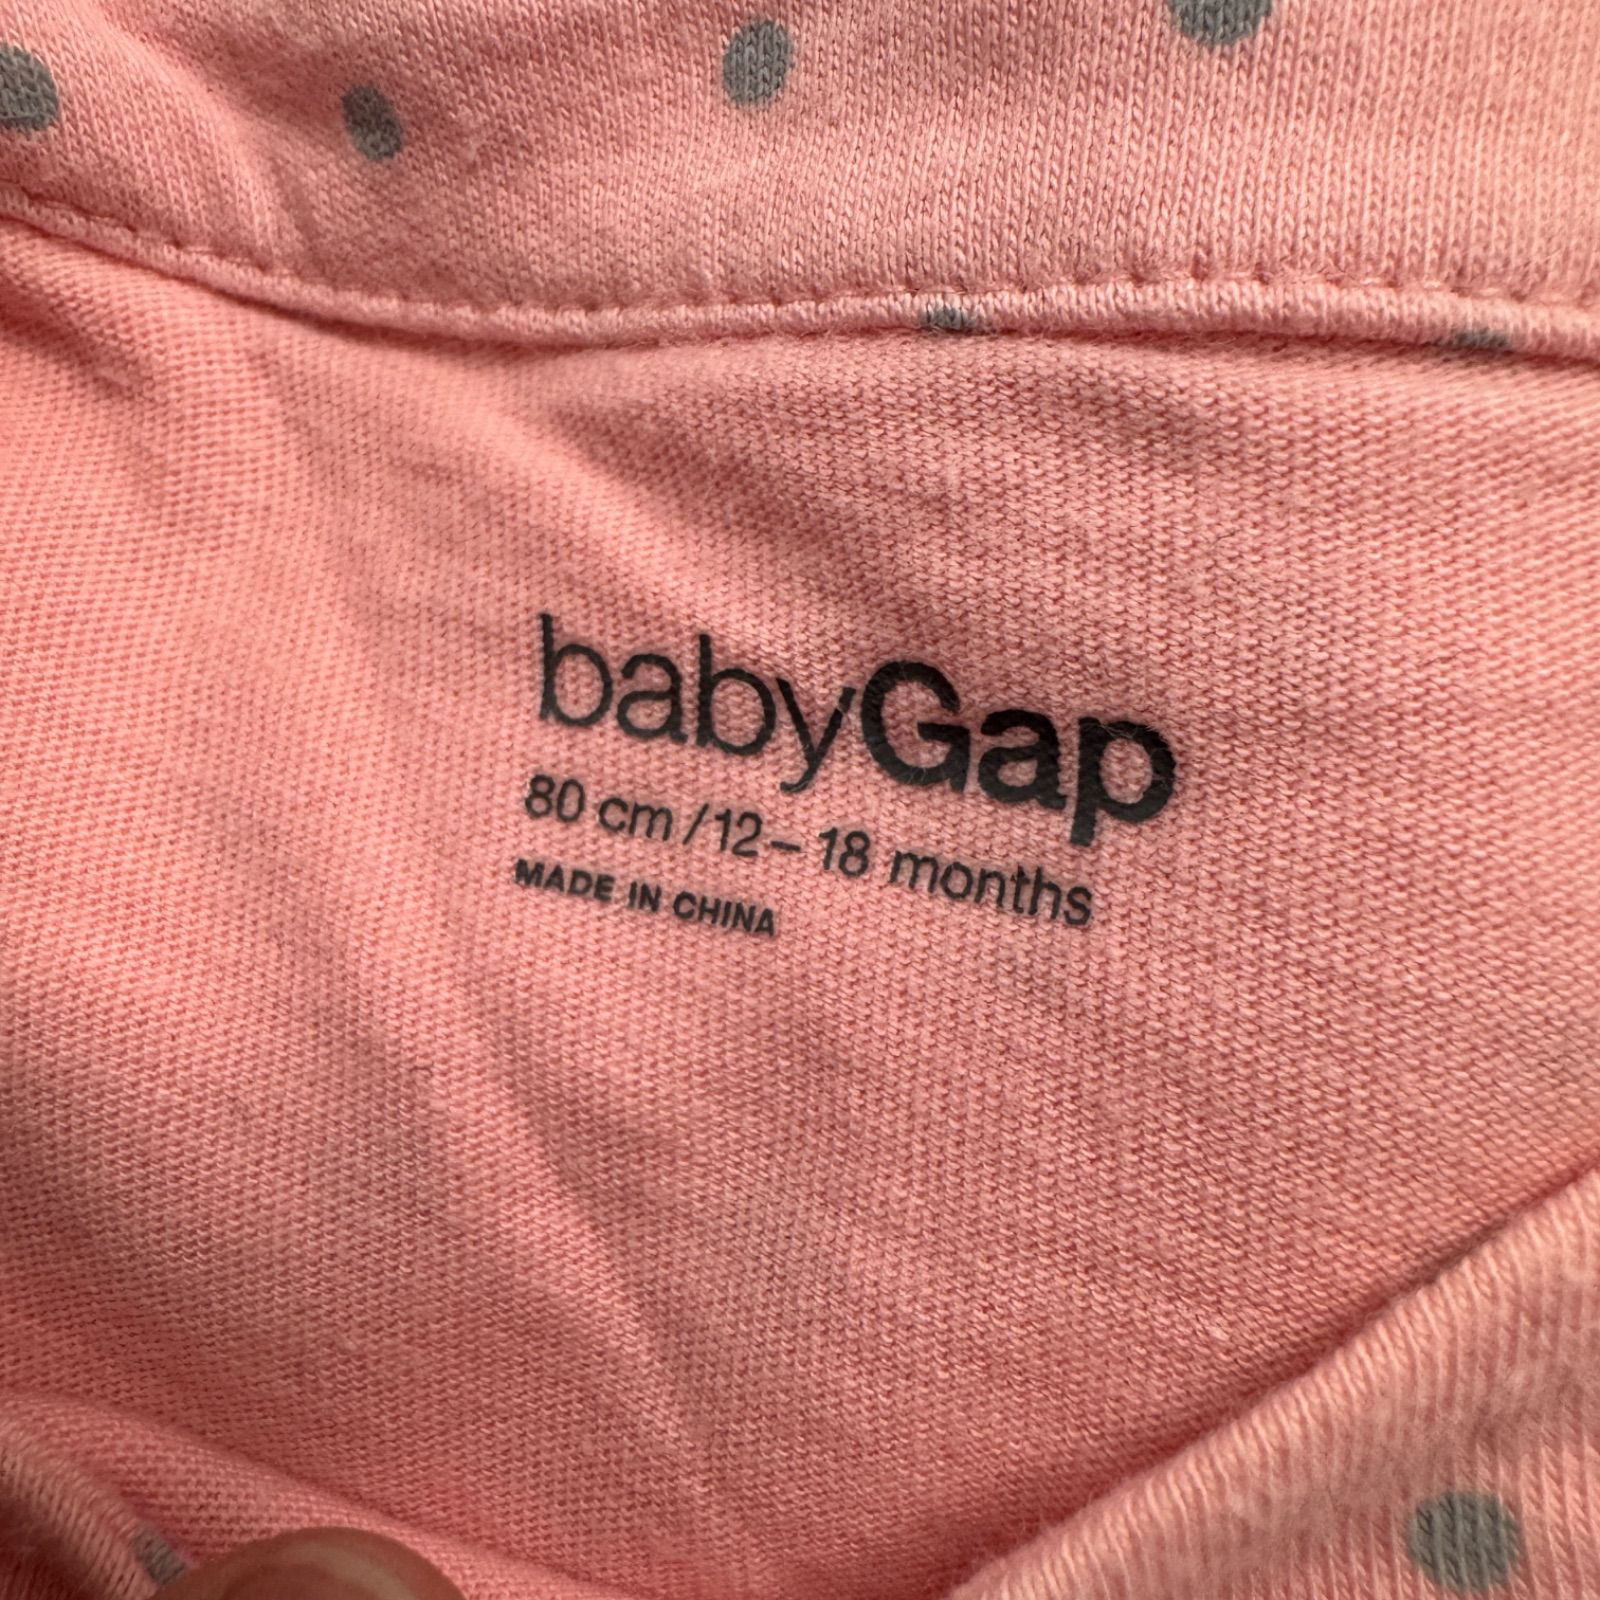 babyGap
80 cm / 12 – 18 months
MADE IN CHINA